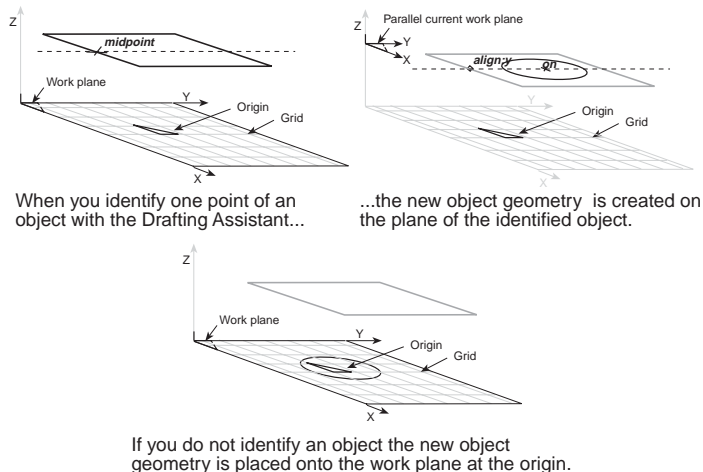 Z
midpoint
Work plane
Y
Origin
Grid
X
When you identify one point of an
object with the Drafting Assistant...
Z
Parallel current work plane
Y
X
align:y
on
Y
Origin
Grid
X
...the new object geometry is created on
the plane of the identified object.
Z
Work plane
Y
Origin
Grid
X
If you do not identify an object the new object
geometry is placed onto the work plane at the origin.